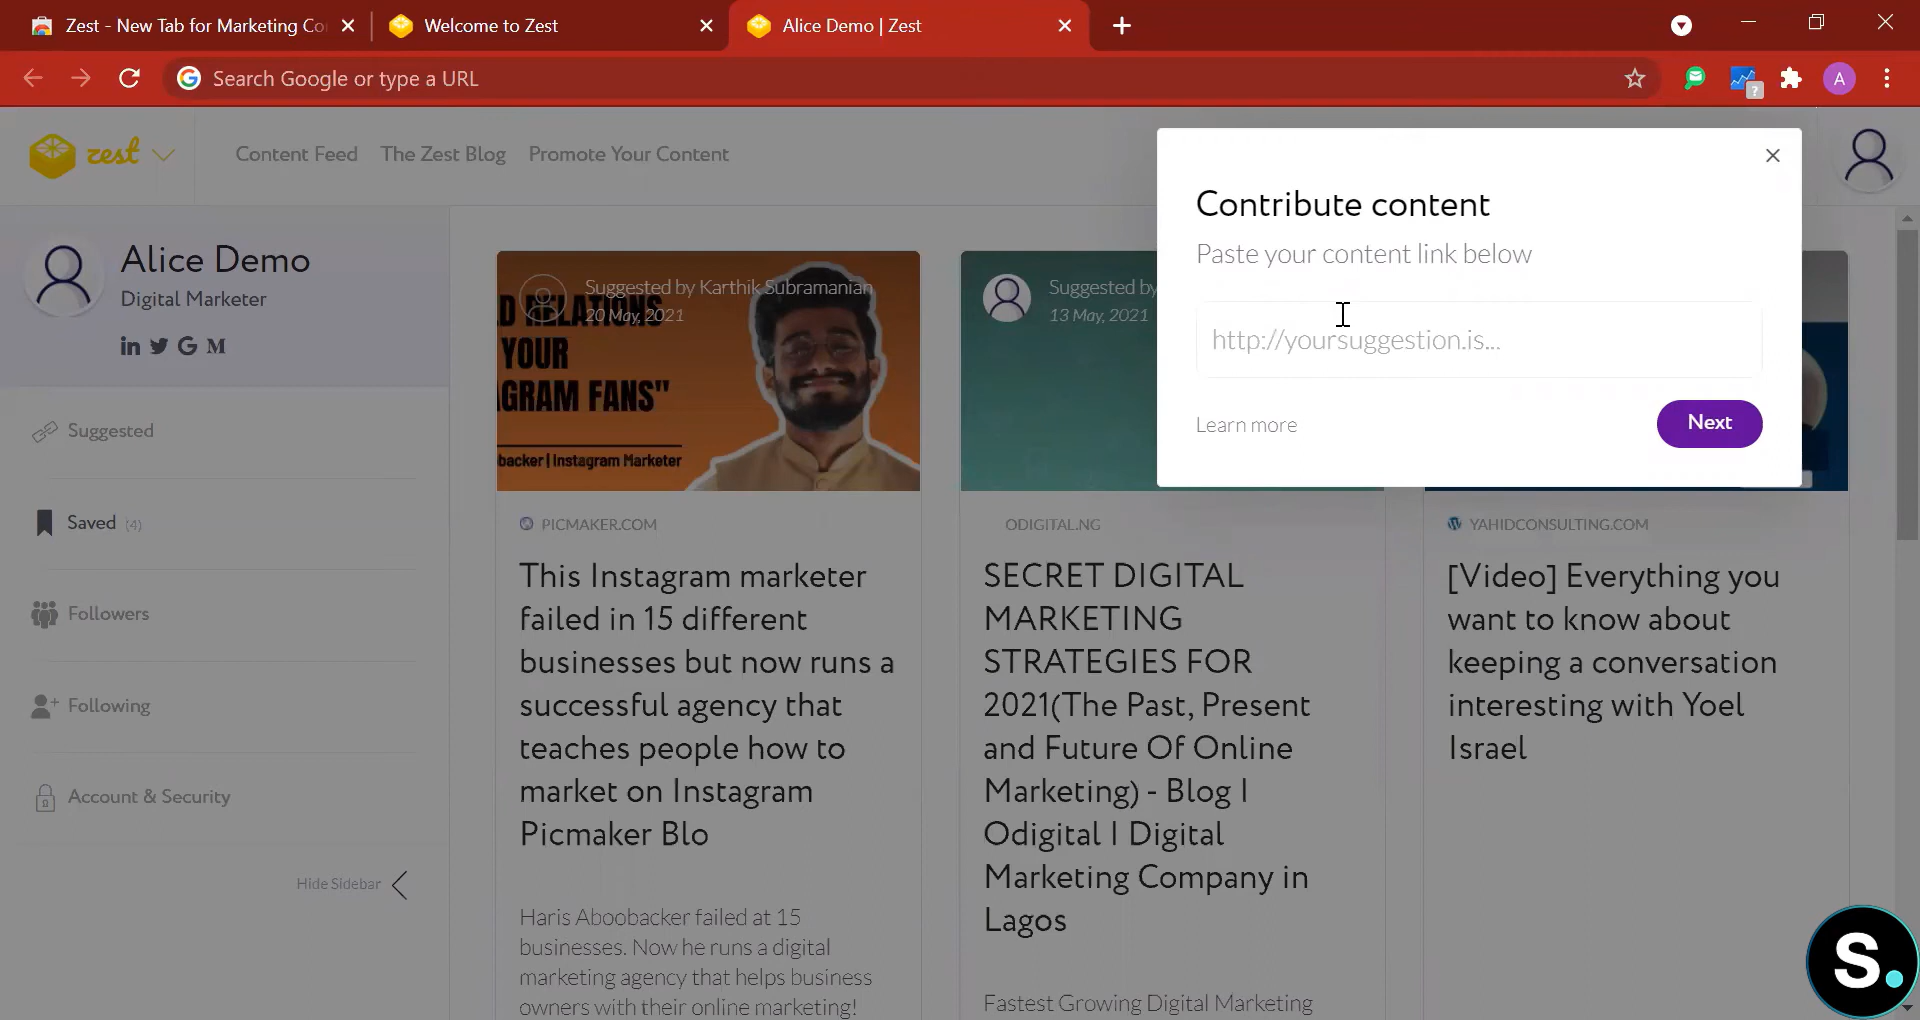 Zest - New Tab for Marketing Co
Welcome to Zest
Alice Demo | Zest
Search Google or type a URL
A
?
zest
Content Feed
The Zest Blog
Promote Your Content
Alice Demo
Digital Marketer
in
G
M
Suggested
Saved (4)
Followers
Following
Account & Security
Hide Sidebar
Suggested by Karthik Subramanian
20 May, 2021
D RELATIONS
YOUR
AGRAM FANS"
backer | Instagram Marketer
PICMAKER.COM
This Instagram marketer
failed in 15 different
businesses but now runs a
successful agency that
teaches people how to
market on Instagram
Picmaker Blo
Haris Aboobacker failed at 15
businesses. Now he runs a digital
marketing agency that helps business
owners with their online marketing!
Suggested by
13 May, 2021
ODIGITAL.NG
SECRET DIGITAL
MARKETING
STRATEGIES FOR
2021(The Past, Present
and Future Of Online
Marketing) - Blog |
Odigital | Digital
Marketing Company in
Lagos
Fastest Growing Digital Marketing
YAHIDCONSULTING.COM
[Video] Everything you
want to know about
keeping a conversation
interesting with Yoel
Israel
Contribute content
Paste your content link below
http://yoursuggestion.is...
Learn more
Next
S.